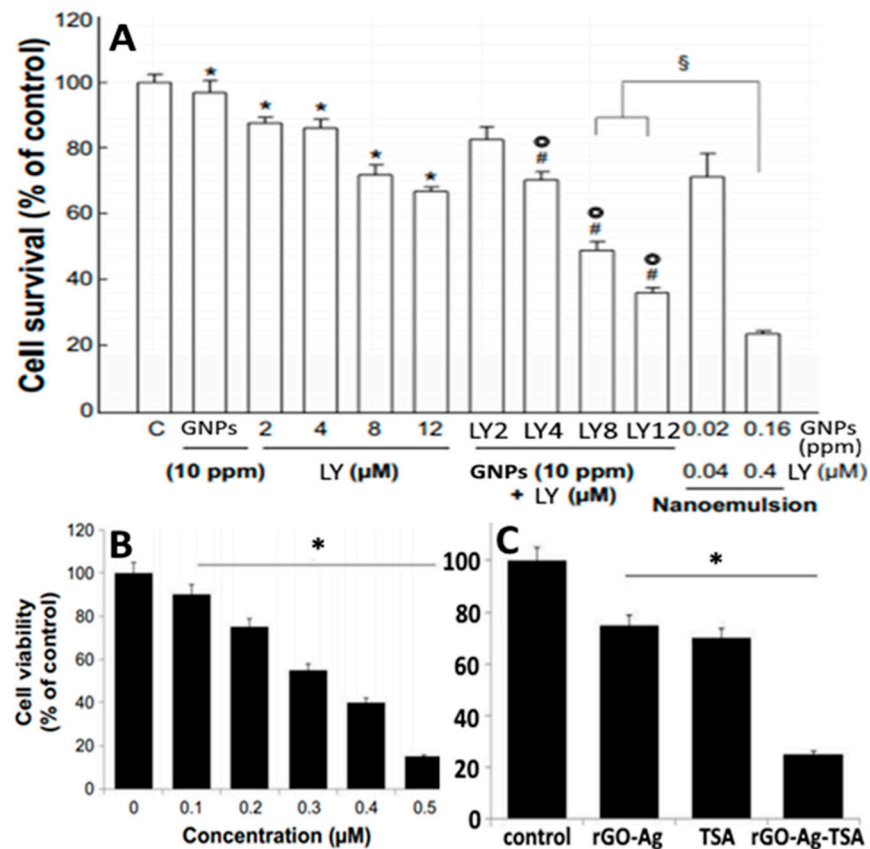 A
Cell survival (% of control)
120
100
80
60
40
20
0
*
*
*
*
*
#
#
#
§
C GNPs 2 4 8 12 LY2 LY4 LY8 LY12 0.02 0.16 GNPs
(ppm)
(10 ppm) LY (µM) GNPs (10 ppm) 0.04 0.4 LY (µM)
+ LY (µM) Nanoemulsion
B
Cell viability
(% of control)
120
100
80
60
40
20
0
*
0 0.1 0.2 0.3 0.4 0.5
Concentration (µM)
C
100
80
60
40
20
0
*
control rGO-Ag TSA rGO-Ag-TSA